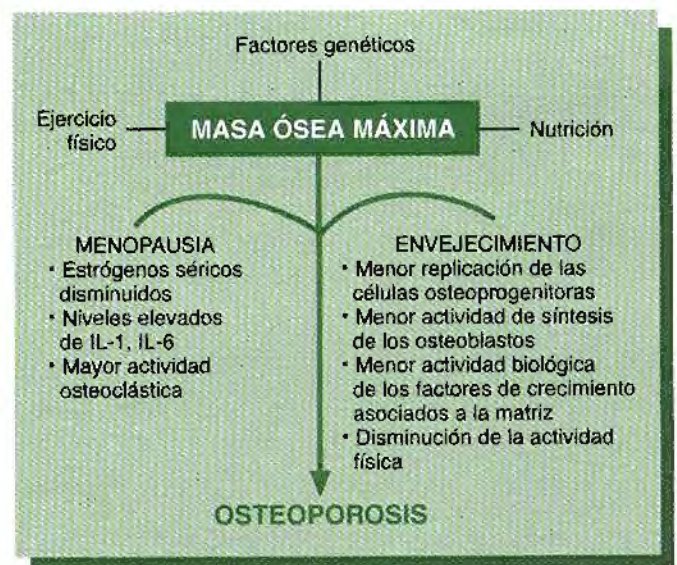 Factores genéticos
Ejercicio
físico
MASA ÓSEA MÁXIMA
Nutrición
MENOPAUSIA
• Estrógenos séricos
disminuidos
• Niveles elevados
de IL-1, IL-6
• Mayor actividad
osteoclástica
ENVEJECIMIENTO
• Menor replicación de las
células osteoprogenitoras
• Menor actividad de síntesis
de los osteoblastos
• Menor actividad biológica
de los factores de crecimiento
asociados a la matriz
• Disminución de la actividad
física
OSTEOPOROSIS